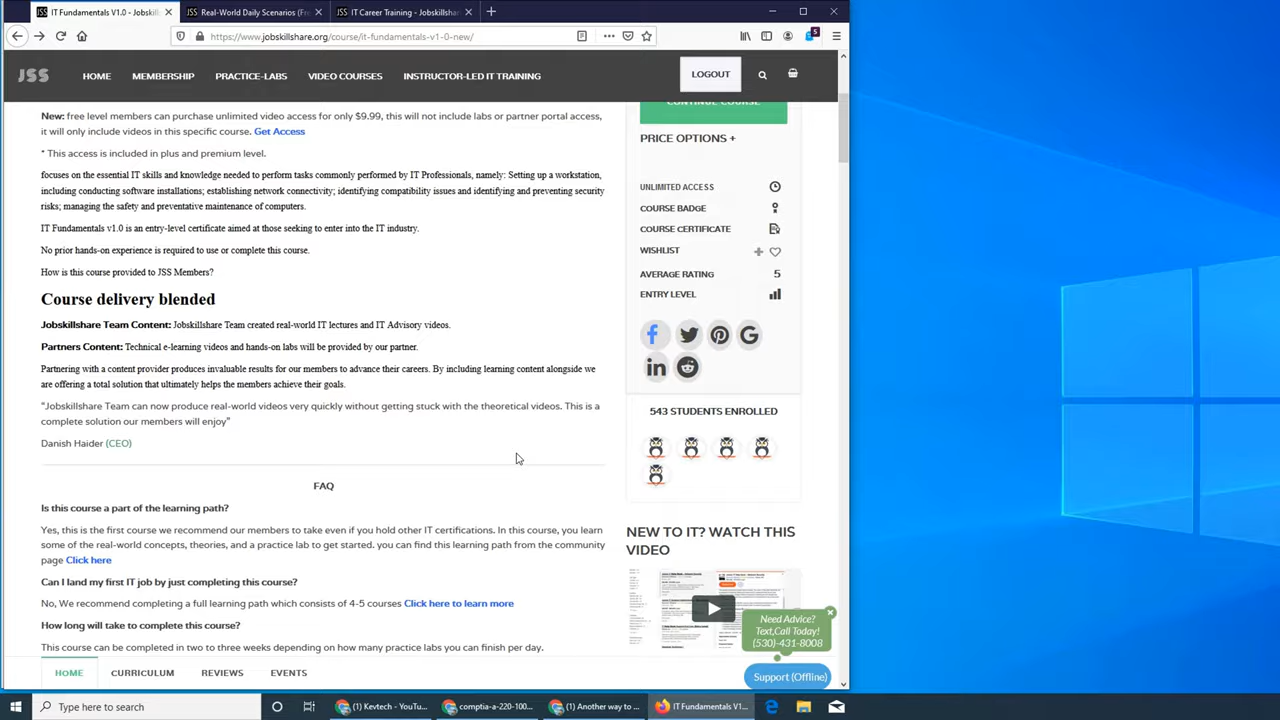 IT Fundamentals v1.0 - Jobskill
Real-World Daily Scenarios (Fre
IT Career Training - Jobskillshar
https://www.jobskillshare.org/course/it-fundamentals-v1-0-new/
JSS
HOME
MEMBERSHIP
PRACTICE-LABS
VIDEO COURSES
INSTRUCTOR-LED IT TRAINING
LOGOUT
New: free level members can purchase unlimited video access for only $9.99, this will not include labs or partner portal access,
it will only include videos in this specific course. Get Access
* This access is included in plus and premium level.
focuses on the essential IT skills and knowledge needed to perform tasks commonly performed by IT Professionals, namely: Setting up a workstation,
including conducting software installations; establishing network connectivity; identifying compatibility issues and identifying and preventing security
risks; managing the safety and preventative maintenance of computers.
IT Fundamentals v1.0 is an entry-level certificate aimed at those seeking to enter into the IT industry.
No prior hands-on experience is required to use or complete this course.
How is this course provided to JSS Members?
Course delivery blended
Jobskillshare Team Content: Jobskillshare Team created real-world IT lectures and IT Advisory videos.
Partners Content: Technical e-learning videos and hands-on labs will be provided by our partner.
Partnering with a content provider produces invaluable results for our members to advance their careers. By including learning content alongside we
are offering a total solution that ultimately helps the members achieve their goals.
"Jobskillshare Team can now produce real-world videos very quickly without getting stuck with the theoretical videos. This is a
complete solution our members will enjoy"
Danish Haider (CEO)
FAQ
Is this course a part of the learning path?
Yes, this is the first course we recommend our members to take even if you hold other IT certifications. In this course, you learn
some of the real-world concepts, theories, and a practice lab to get started. you can find this learning path from the community
page Click here
Can I land my first IT job by just completing this course?
No, we recommend completing a full learning path which consists of 4-5 courses Click here to learn more
How long will take to complete this course?
This course can be completed in two to three weeks depending on how many practice labs you can finish per day.
HOME
CURRICULUM
REVIEWS
EVENTS
CONTINUE COURSE
PRICE OPTIONS +
UNLIMITED ACCESS
COURSE BADGE
COURSE CERTIFICATE
WISHLIST
AVERAGE RATING 5
ENTRY LEVEL
543 STUDENTS ENROLLED
NEW TO IT? WATCH THIS
VIDEO
Need Advice?
Text,Call Today!
(530)-431-8008
Support (Offline)
Type here to search
(1) Kevtech - YouTu...
comptia-a-220-100...
(1) Another way to ...
IT Fundamentals V1...